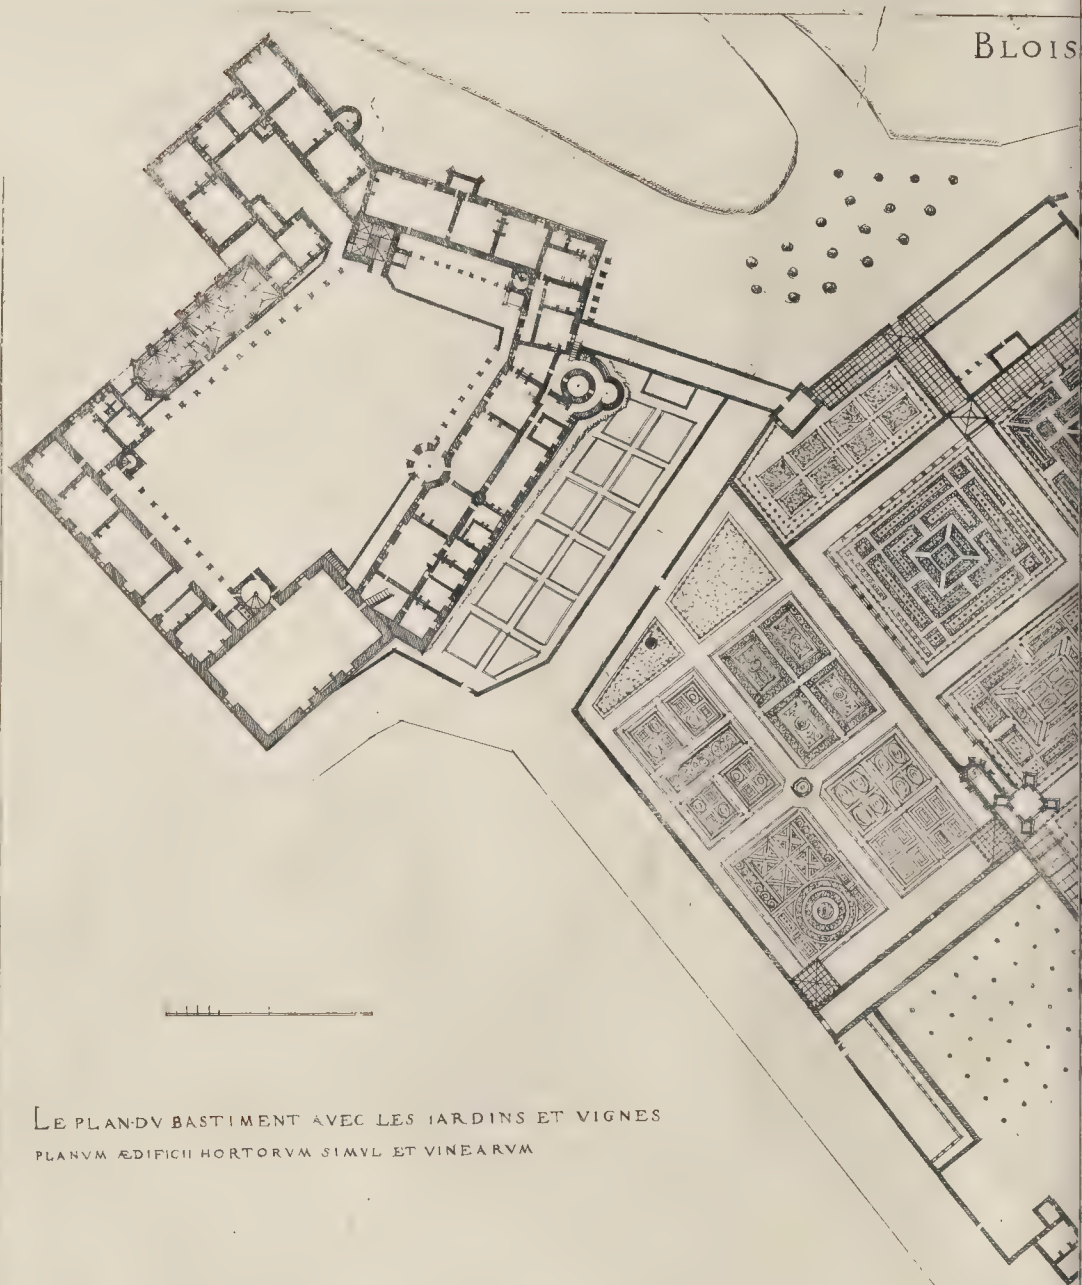 BLOIS
LE PLAN·DV BASTIMENT AVEC LES IARDINS ET VIGNES
PLANVM ÆDIFICII HORTORVM SIMVL ET VINEARVM